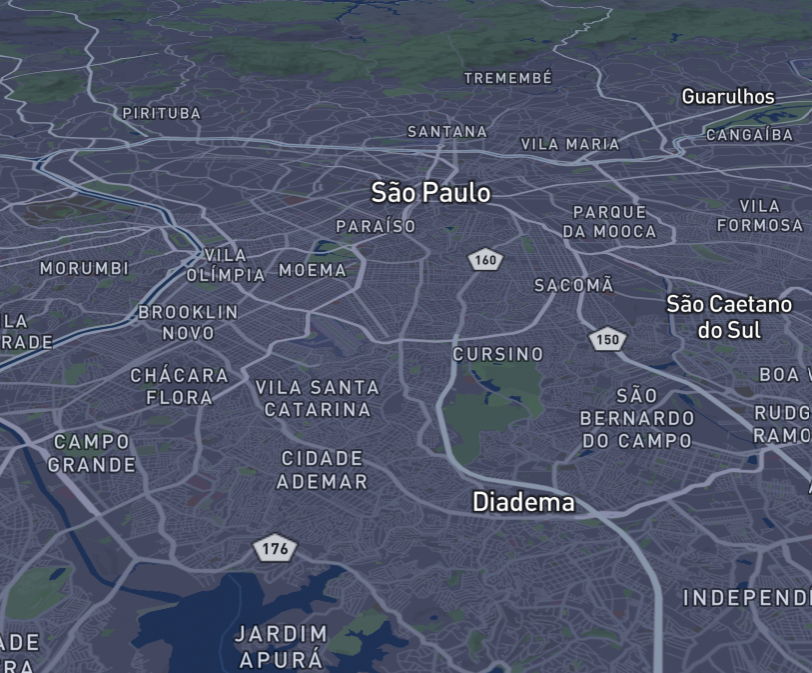 TREMEMBÉ
Guarulhos
PIRITUBA
SANTANA
CANGAÍBA
VILA MARIA
São Paulo
PARAÍSO
PARQUE
DA MOOCA
VILA
FORMOSA
MORUMBI
VILA
OLÍMPIA
MOEMA
160
SACOMÃ
São Caetano
do Sul
LA
RADE
BROOKLIN
NOVO
150
CURSINO
CHÁCARA
FLORA
VILA SANTA
CATARINA
BOA
SÃO
BERNARDO
DO CAMPO
RUDG
RAMO
CAMPO
GRANDE
CIDADE
ADEMAR
Diadema
176
INDEPEND
JARDIM
APURÁ
ADE
RA